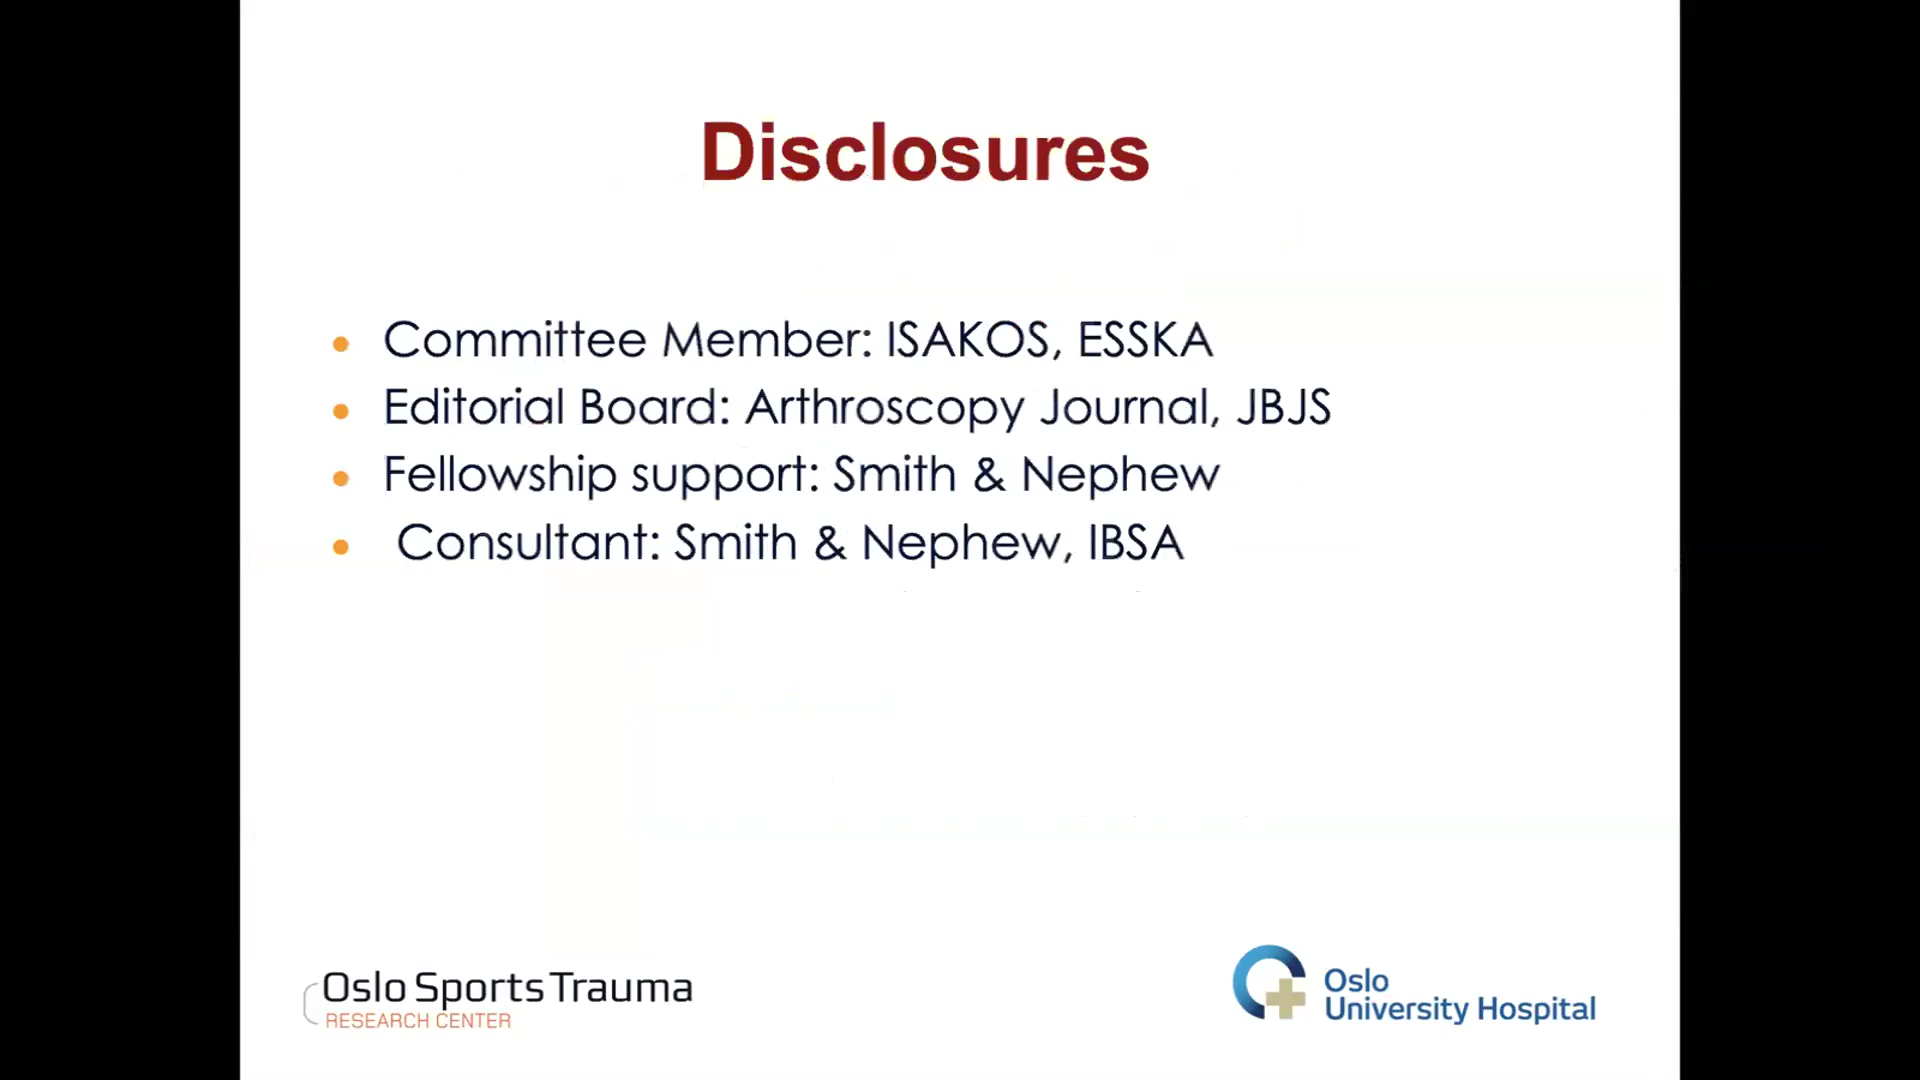 Disclosures
• Committee Member: ISAKOS, ESSKA
• Editorial Board: Arthroscopy Journal, JBJS
• Fellowship support: Smith & Nephew
• Consultant: Smith & Nephew, IBSA
Oslo Sports Trauma
RESEARCH CENTER
Oslo
University Hospital